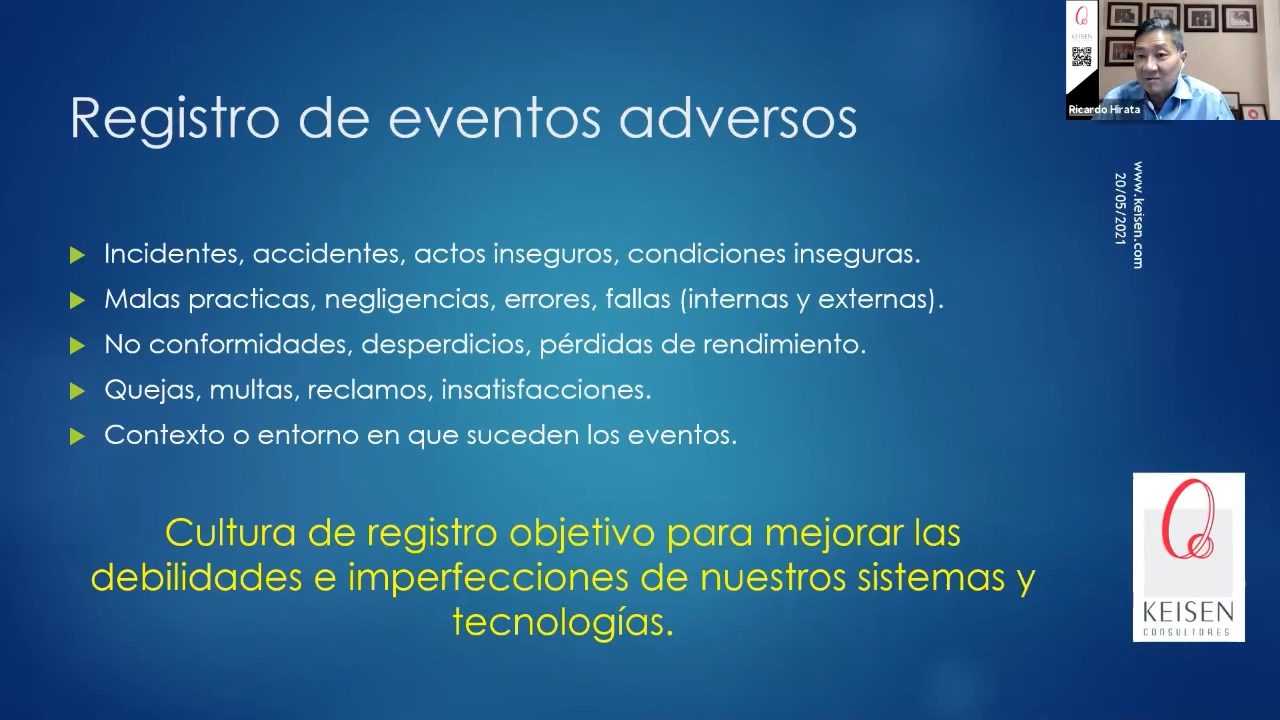 KEISEN
Ricardo Hirata
Registro de eventos adversos
www.keisen.com
20/05/2021
Incidentes, accidentes, actos inseguros, condiciones inseguras.
Malas practicas, negligencias, errores, fallas (internas y externas).
No conformidades, desperdicios, pérdidas de rendimiento.
Quejas, multas, reclamos, insatisfacciones.
Contexto o entorno en que suceden los eventos.
Cultura de registro objetivo para mejorar las
debilidades e imperfecciones de nuestros sistemas y
tecnologías.
KEISEN
CONSULTORES